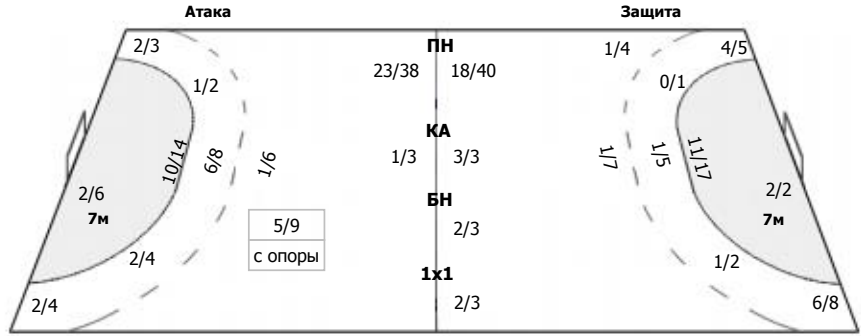 Атака Защита
2/3 ПН 1/4 4/5
23/38 18/40
1/2 0/1
КА
10/14 6/8 1/6 1/3 3/3 1/7 1/5 11/17
2/6 БН 2/2
7м 7м
5/9 2/3
с опоры
2/4 1/2
1x1
2/4 2/3 6/8